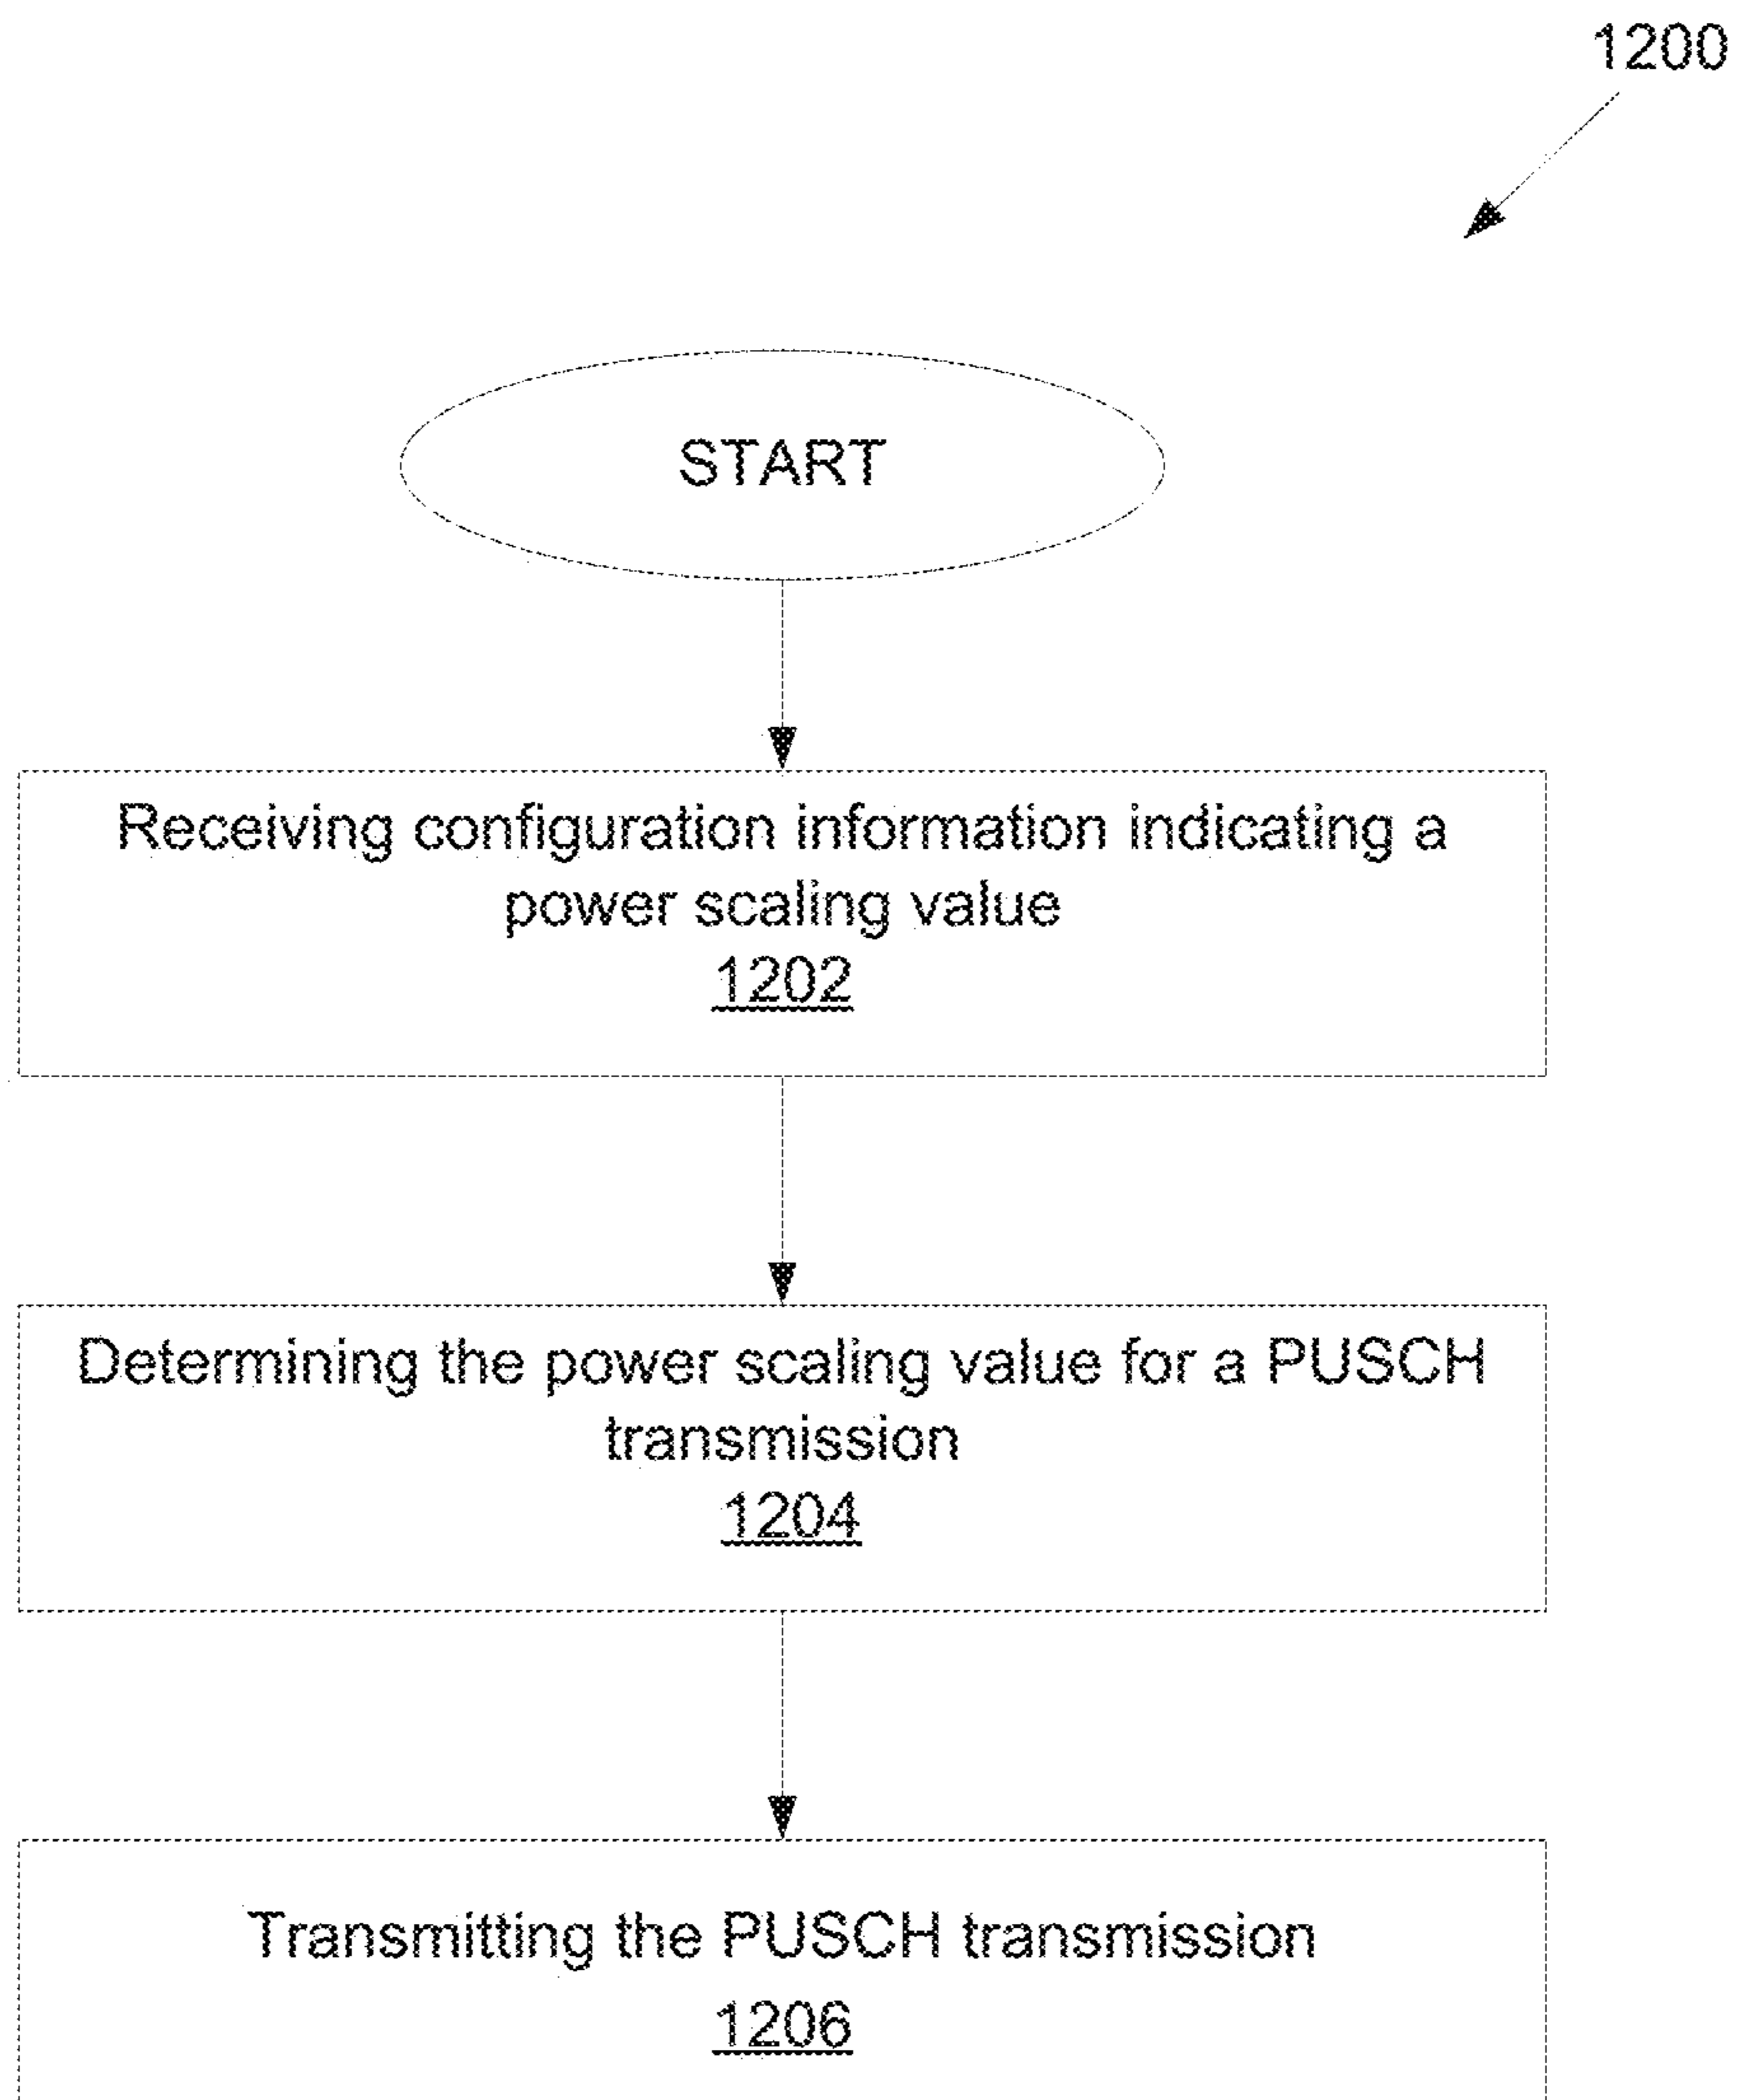 1200
START
Receiving configuration information indicating a
power scaling value
1202
Determining the power scaling value for a PUSCH
transmission
1204
Transmitting the PUSCH transmission
1206